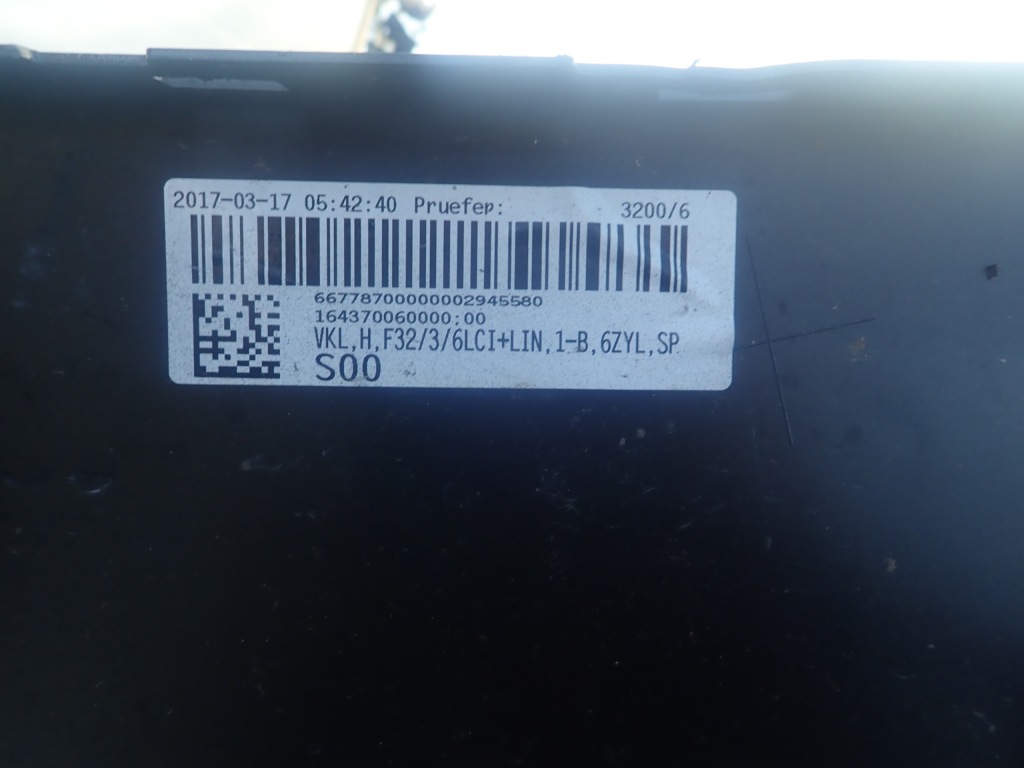 2017-03-17 05:42:40 Pruefer: 3200/6
66778700000002945580
164370060000;00
VKL,H,F32/3/6LCI+LIN,1-B,6ZYL,SP
S00